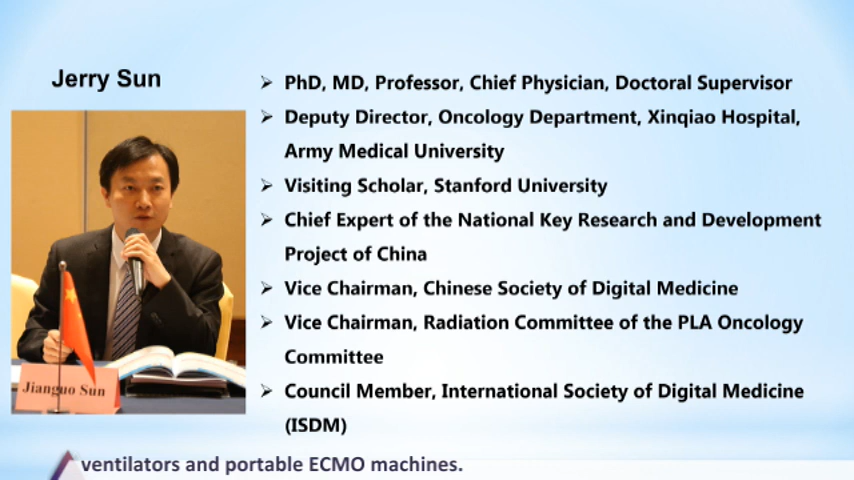 Jerry Sun
PhD, MD, Professor, Chief Physician, Doctoral Supervisor
Deputy Director, Oncology Department, Xinqiao Hospital,
Army Medical University
Visiting Scholar, Stanford University
Chief Expert of the National Key Research and Development
Project of China
Vice Chairman, Chinese Society of Digital Medicine
Vice Chairman, Radiation Committee of the PLA Oncology
Committee
Council Member, International Society of Digital Medicine
(ISDM)
Jianguo Sun
ventilators and portable ECMO machines.